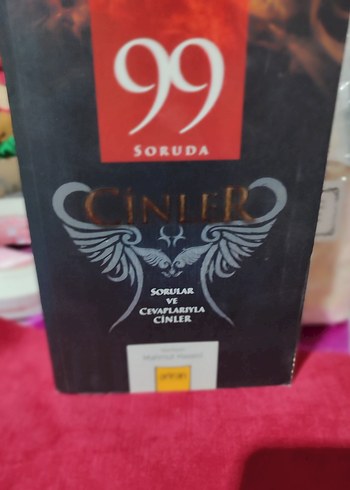 99
SORUDA
CİNLER
SORULAR
VE
CEVAPLARIYLA
CİNLER